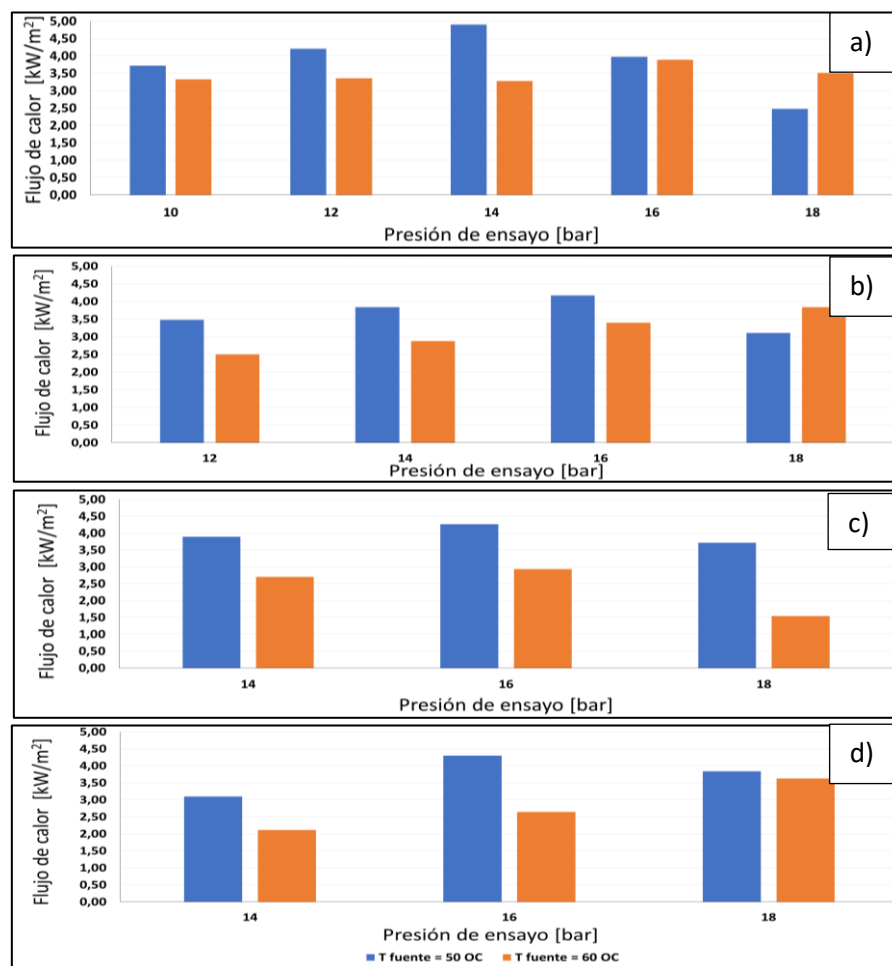 a)
Flujo de calor [kW/m²]
5,00
4,50
4,00
3,50
3,00
2,50
2,00
1,50
1,00
0,50
0,00
10 12 14 16 18
Presión de ensayo [bar]
b)
Flujo de calor [kW/m²]
5,00
4,50
4,00
3,50
3,00
2,50
2,00
1,50
1,00
0,50
0,00
12 14 16 18
Presión de ensayo [bar]
c)
Flujo de calor [kW/m²]
5,00
4,50
4,00
3,50
3,00
2,50
2,00
1,50
1,00
0,50
0,00
14 16 18
Presión de ensayo [bar]
d)
Flujo de calor [kW/m²]
5,00
4,50
4,00
3,50
3,00
2,50
2,00
1,50
1,00
0,50
0,00
14 16 18
Presión de ensayo [bar]
T fuente = 50 OC T fuente = 60 OC